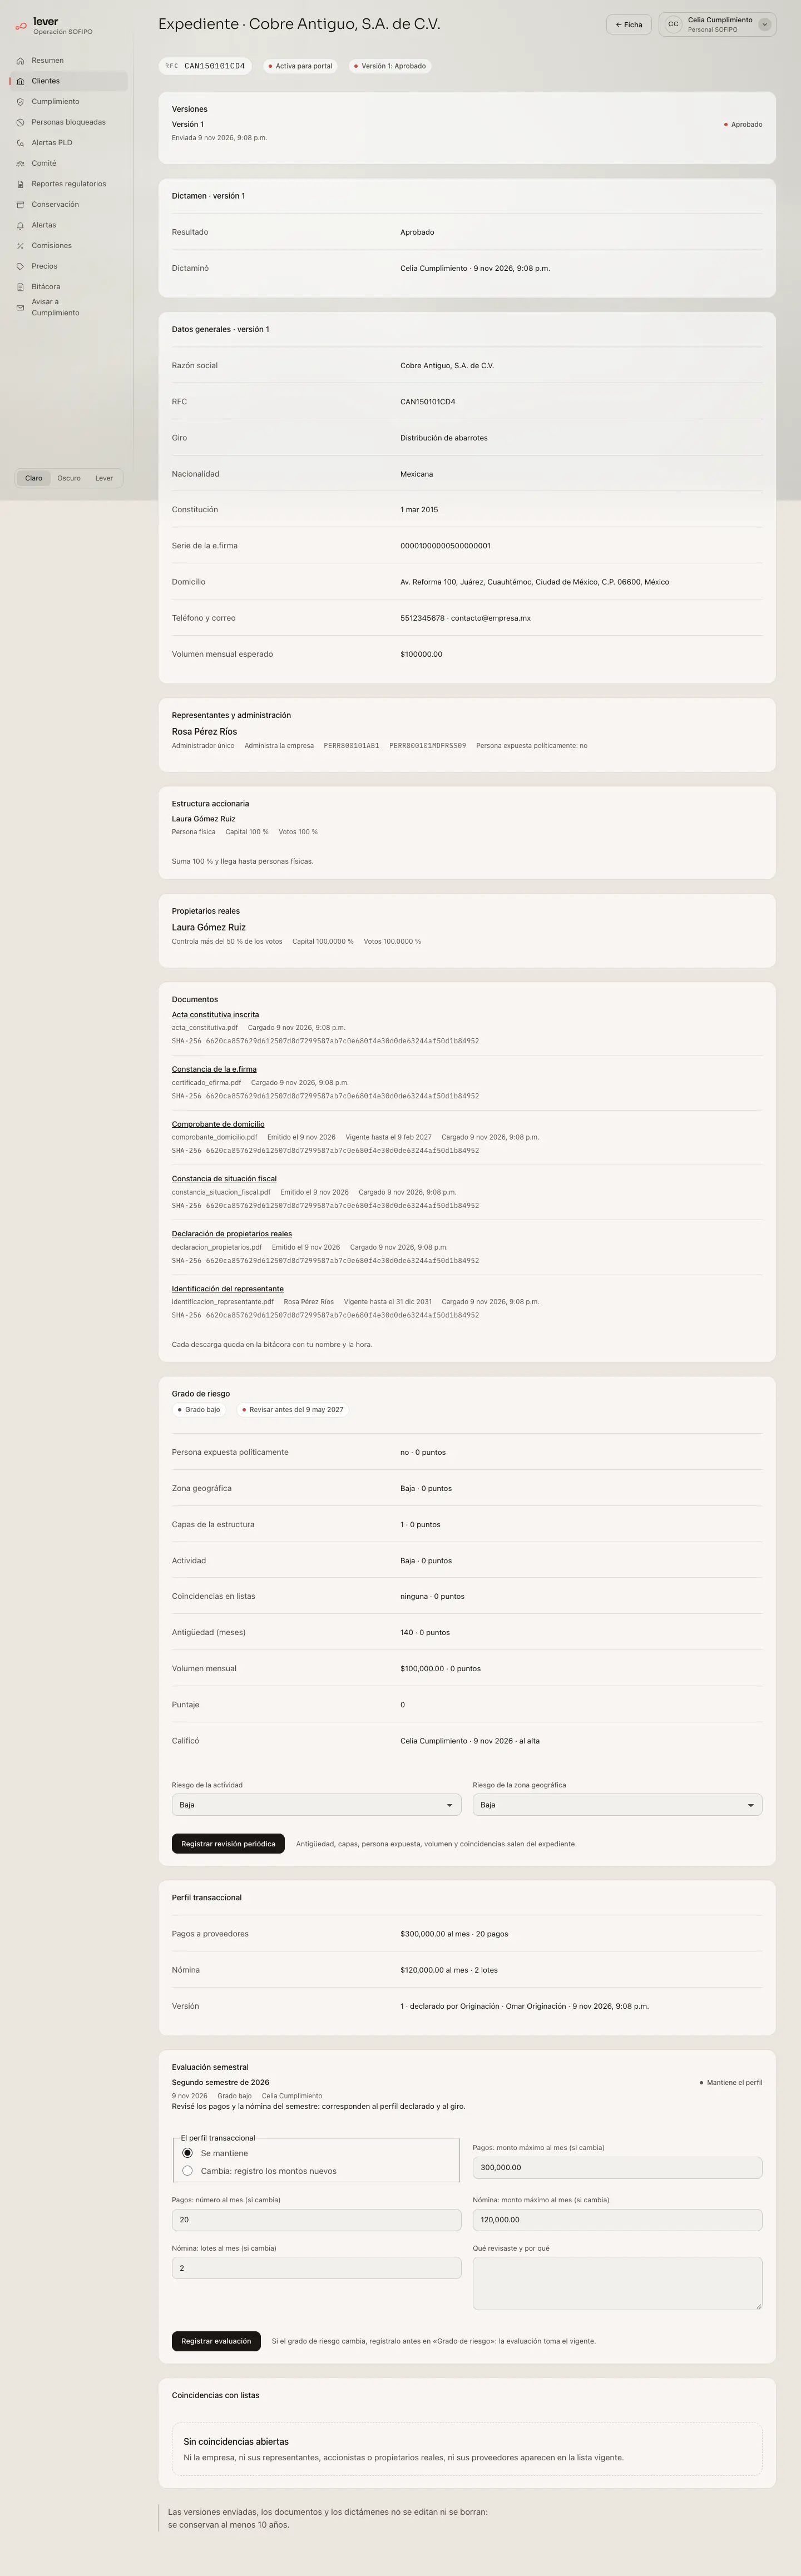 lever
Operación SOFIPO
Resumen
Clientes
Cumplimiento
Personas bloqueadas
Alertas PLD
Comité
Reportes regulatorios
Conservación
Alertas
Comisiones
Precios
Bitácora
Avisar a
Cumplimiento
Claro Oscuro Lever
Expediente · Cobre Antiguo, S.A. de C.V.
← Ficha
CC
Celia Cumplimiento
Personal SOFIPO
RFC CAN150101CD4
Activa para portal
Versión 1: Aprobado
Versiones
Versión 1
Aprobado
Enviada 9 nov 2026, 9:08 p.m.
Dictamen · versión 1
Resultado Aprobado
Dictaminó Celia Cumplimiento · 9 nov 2026, 9:08 p.m.
Datos generales · versión 1
Razón social Cobre Antiguo, S.A. de C.V.
RFC CAN150101CD4
Giro Distribución de abarrotes
Nacionalidad Mexicana
Constitución 1 mar 2015
Serie de la e.firma 00001000000500000001
Domicilio Av. Reforma 100, Juárez, Cuauhtémoc, Ciudad de México, C.P. 06600, México
Teléfono y correo 5512345678 · contacto@empresa.mx
Volumen mensual esperado $100000.00
Representantes y administración
Rosa Pérez Ríos
Administrador único Administra la empresa PERR800101AB1 PERR800101MDFRSS09 Persona expuesta políticamente: no
Estructura accionaria
Laura Gómez Ruiz
Persona física Capital 100 % Votos 100 %
Suma 100 % y llega hasta personas físicas.
Propietarios reales
Laura Gómez Ruiz
Controla más del 50 % de los votos Capital 100.0000 % Votos 100.0000 %
Documentos
Acta constitutiva inscrita
acta_constitutiva.pdf Cargado 9 nov 2026, 9:08 p.m.
SHA-256 6620ca857629d612507d8d7299587ab7c0e680f4e30d0de63244af50d1b84952
Constancia de la e.firma
certificado_efirma.pdf Cargado 9 nov 2026, 9:08 p.m.
SHA-256 6620ca857629d612507d8d7299587ab7c0e680f4e30d0de63244af50d1b84952
Comprobante de domicilio
comprobante_domicilio.pdf Emitido el 9 nov 2026 Vigente hasta el 9 feb 2027 Cargado 9 nov 2026, 9:08 p.m.
SHA-256 6620ca857629d612507d8d7299587ab7c0e680f4e30d0de63244af50d1b84952
Constancia de situación fiscal
constancia_situacion_fiscal.pdf Emitido el 9 nov 2026 Cargado 9 nov 2026, 9:08 p.m.
SHA-256 6620ca857629d612507d8d7299587ab7c0e680f4e30d0de63244af50d1b84952
Declaración de propietarios reales
declaracion_propietarios.pdf Emitido el 9 nov 2026 Cargado 9 nov 2026, 9:08 p.m.
SHA-256 6620ca857629d612507d8d7299587ab7c0e680f4e30d0de63244af50d1b84952
Identificación del representante
identificacion_representante.pdf Rosa Pérez Ríos Vigente hasta el 31 dic 2031 Cargado 9 nov 2026, 9:08 p.m.
SHA-256 6620ca857629d612507d8d7299587ab7c0e680f4e30d0de63244af50d1b84952
Cada descarga queda en la bitácora con tu nombre y la hora.
Grado de riesgo
Grado bajo
Revisar antes del 9 may 2027
Persona expuesta políticamente no · 0 puntos
Zona geográfica Baja · 0 puntos
Capas de la estructura 1 · 0 puntos
Actividad Baja · 0 puntos
Coincidencias en listas ninguna · 0 puntos
Antigüedad (meses) 140 · 0 puntos
Volumen mensual $100,000.00 · 0 puntos
Puntaje 0
Calificó Celia Cumplimiento · 9 nov 2026 · al alta
Riesgo de la actividad Riesgo de la zona geográfica
Baja Baja
Registrar revisión periódica Antigüedad, capas, persona expuesta, volumen y coincidencias salen del expediente.
Perfil transaccional
Pagos a proveedores $300,000.00 al mes · 20 pagos
Nómina $120,000.00 al mes · 2 lotes
Versión 1 · declarado por Originación · Omar Originación · 9 nov 2026, 9:08 p.m.
Evaluación semestral
Segundo semestre de 2026 Mantiene el perfil
9 nov 2026 Grado bajo Celia Cumplimiento
Revisé los pagos y la nómina del semestre: corresponden al perfil declarado y al giro.
El perfil transaccional
Se mantiene
Cambia: registro los montos nuevos
Pagos: monto máximo al mes (si cambia)
300,000.00
Pagos: número al mes (si cambia) Nómina: monto máximo al mes (si cambia)
20 120,000.00
Nómina: lotes al mes (si cambia) Qué revisaste y por qué
2
Registrar evaluación Si el grado de riesgo cambia, regístralo antes en «Grado de riesgo»: la evaluación toma el vigente.
Coincidencias con listas
Sin coincidencias abiertas
Ni la empresa, ni sus representantes, accionistas o propietarios reales, ni sus proveedores aparecen en la lista vigente.
Las versiones enviadas, los documentos y los dictámenes no se editan ni se borran:
se conservan al menos 10 años.